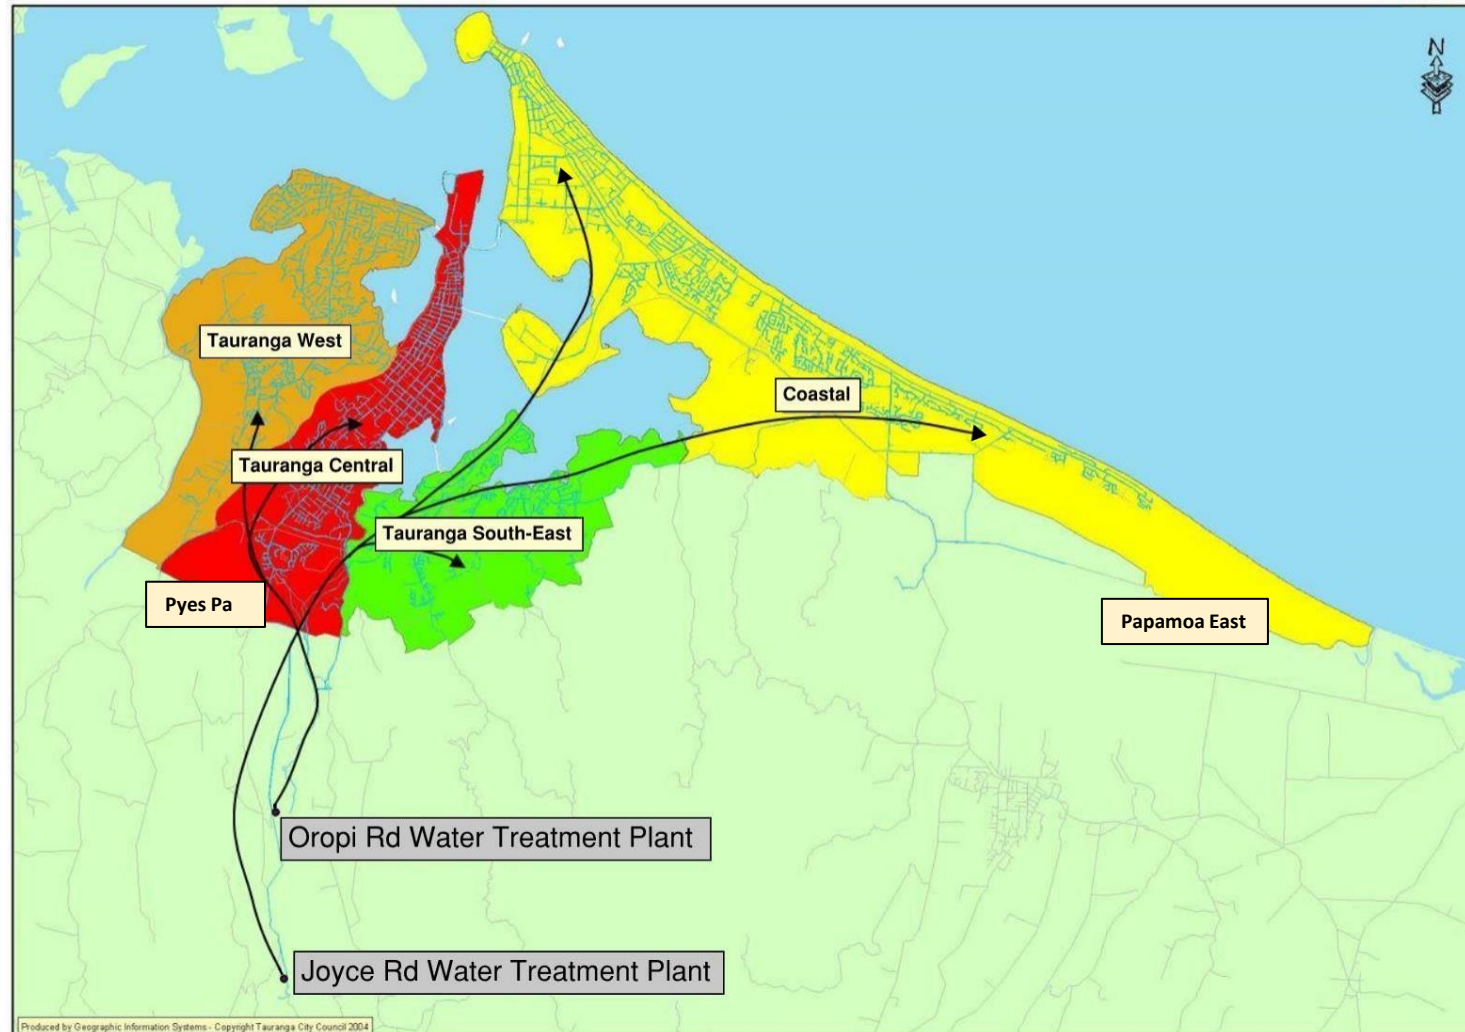 N
Tauranga West
Coastal
Tauranga Central
Tauranga South-East
Pyes Pa
Papamoa East
Oropi Rd Water Treatment Plant
Joyce Rd Water Treatment Plant
Produced by Geographic Information Systems - Copyright Tauranga City Council 2004